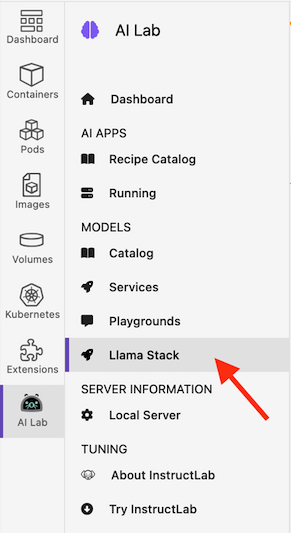 Dashboard
Containers
Pods
Images
Volumes
Kubernetes
Extensions
AI Lab
AI Lab
Dashboard
AI APPS
Recipe Catalog
Running
MODELS
Catalog
Services
Playgrounds
Llama Stack
SERVER INFORMATION
Local Server
TUNING
About InstructLab
Try InstructLab